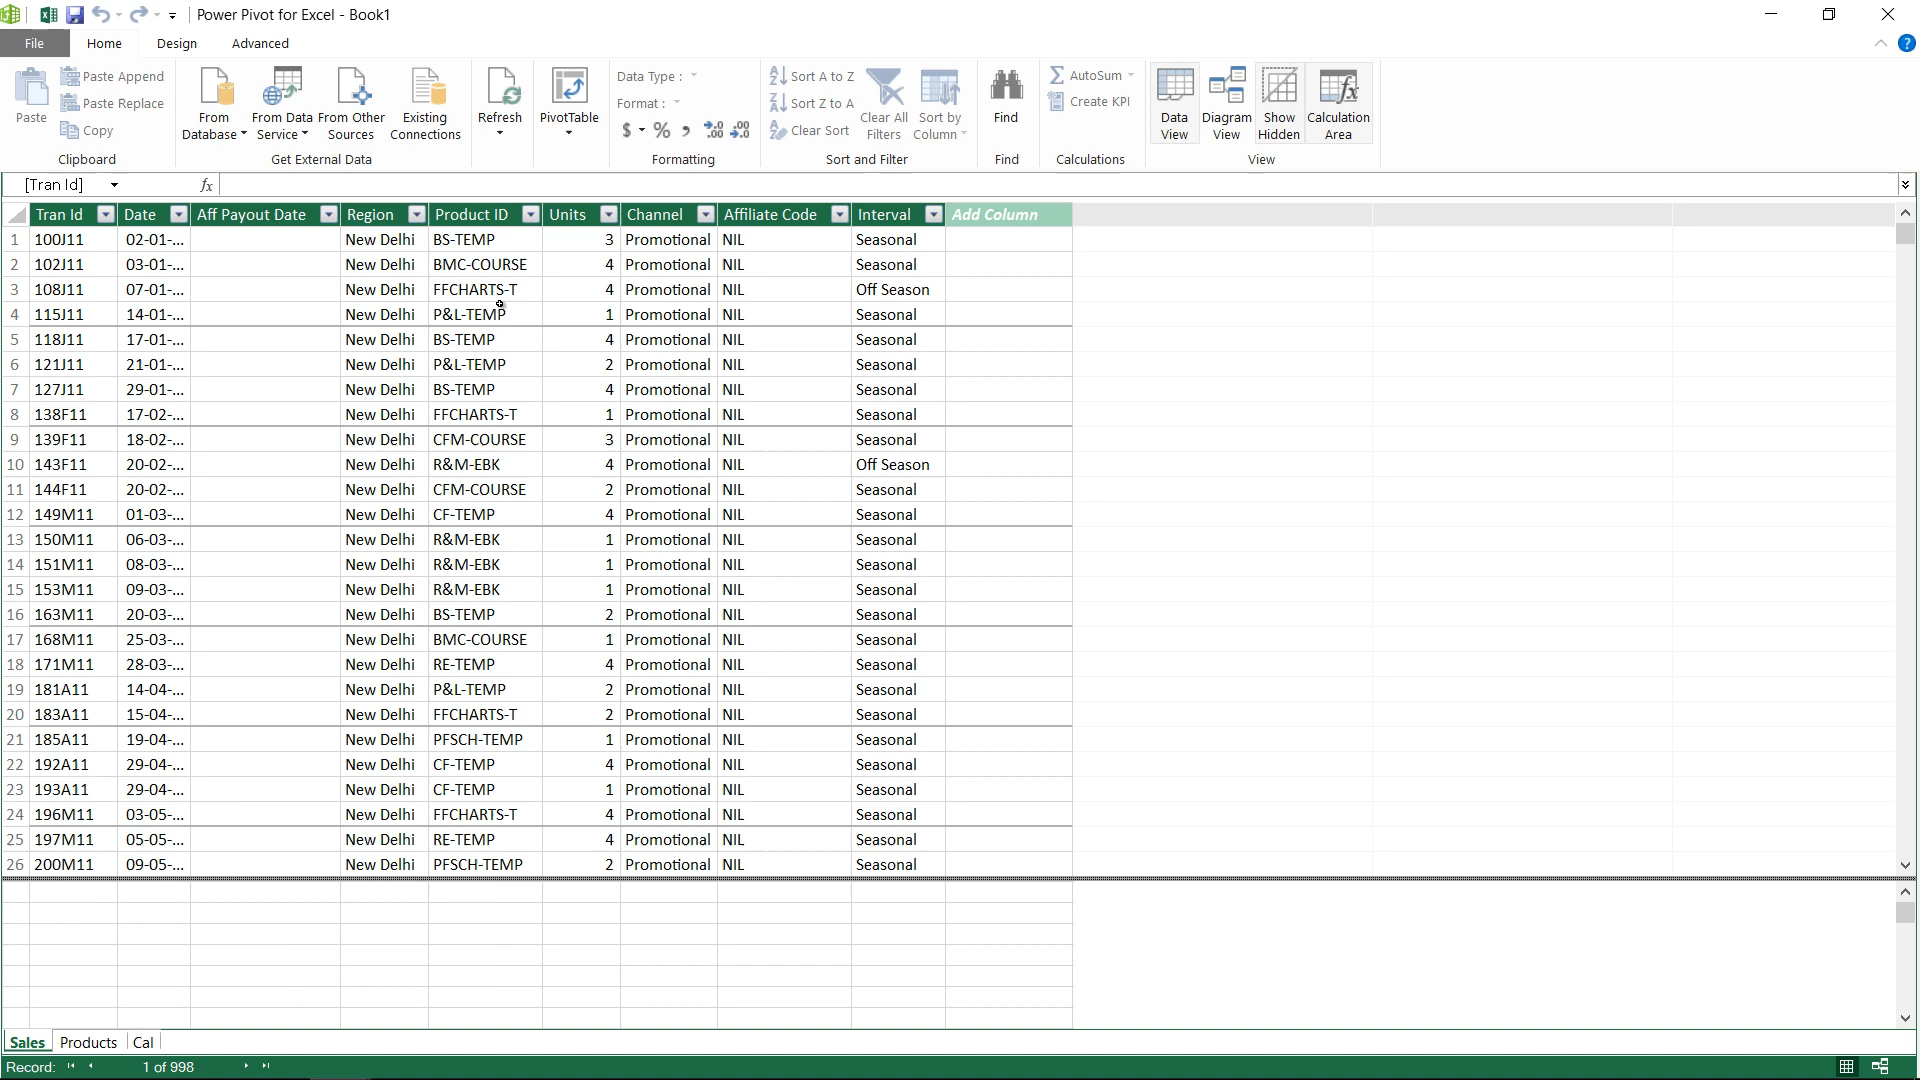 Power Pivot for Excel - Book1
File Home Design Advanced
Paste
Paste Append
Paste Replace
Copy
Clipboard
From Database
From Data Service
From Other Sources
Existing Connections
Get External Data
Refresh
PivotTable
Data Type :
Format :
$ % ,
Formatting
Sort A to Z
Sort Z to A
Clear Sort
Clear All Filters
Sort by Column
Sort and Filter
Find
Find
AutoSum
Create KPI
Calculations
Data View
Diagram View
Show Hidden
Calculation Area
View
[Tran Id] fx
Tran Id Date Aff Payout Date Region Product ID Units Channel Affiliate Code Interval Add Column
1 100J11 02-01-... New Delhi BS-TEMP 3 Promotional NIL Seasonal
2 102J11 03-01-... New Delhi BMC-COURSE 4 Promotional NIL Seasonal
3 108J11 07-01-... New Delhi FFCHARTS-T 4 Promotional NIL Off Season
4 115J11 14-01-... New Delhi P&L-TEMP 1 Promotional NIL Seasonal
5 118J11 17-01-... New Delhi BS-TEMP 4 Promotional NIL Seasonal
6 121J11 21-01-... New Delhi P&L-TEMP 2 Promotional NIL Seasonal
7 127J11 29-01-... New Delhi BS-TEMP 4 Promotional NIL Seasonal
8 138F11 17-02-... New Delhi FFCHARTS-T 1 Promotional NIL Seasonal
9 139F11 18-02-... New Delhi CFM-COURSE 3 Promotional NIL Seasonal
10 143F11 20-02-... New Delhi R&M-EBK 4 Promotional NIL Off Season
11 144F11 20-02-... New Delhi CFM-COURSE 2 Promotional NIL Seasonal
12 149M11 01-03-... New Delhi CF-TEMP 4 Promotional NIL Seasonal
13 150M11 06-03-... New Delhi R&M-EBK 1 Promotional NIL Seasonal
14 151M11 08-03-... New Delhi R&M-EBK 1 Promotional NIL Seasonal
15 153M11 09-03-... New Delhi R&M-EBK 1 Promotional NIL Seasonal
16 163M11 20-03-... New Delhi BS-TEMP 2 Promotional NIL Seasonal
17 168M11 25-03-... New Delhi BMC-COURSE 1 Promotional NIL Seasonal
18 171M11 28-03-... New Delhi RE-TEMP 4 Promotional NIL Seasonal
19 181A11 14-04-... New Delhi P&L-TEMP 2 Promotional NIL Seasonal
20 183A11 15-04-... New Delhi FFCHARTS-T 2 Promotional NIL Seasonal
21 185A11 19-04-... New Delhi PFSCH-TEMP 1 Promotional NIL Seasonal
22 192A11 29-04-... New Delhi CF-TEMP 4 Promotional NIL Seasonal
23 193A11 29-04-... New Delhi CF-TEMP 1 Promotional NIL Seasonal
24 196M11 03-05-... New Delhi FFCHARTS-T 4 Promotional NIL Seasonal
25 197M11 05-05-... New Delhi RE-TEMP 4 Promotional NIL Seasonal
26 200M11 09-05-... New Delhi PFSCH-TEMP 2 Promotional NIL Seasonal
Sales Products Cal
Record: 1 of 998